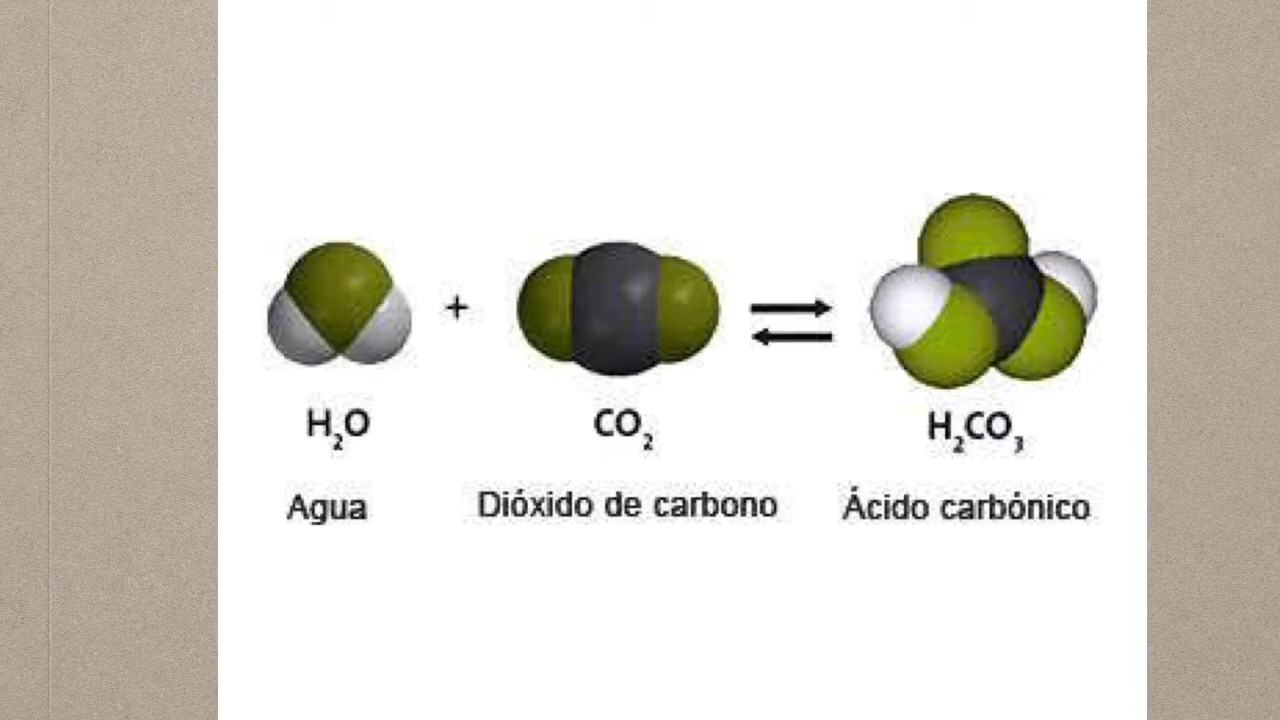 +
H₂O
CO₂
H₂CO₃
Agua
Dióxido de carbono
Ácido carbónico